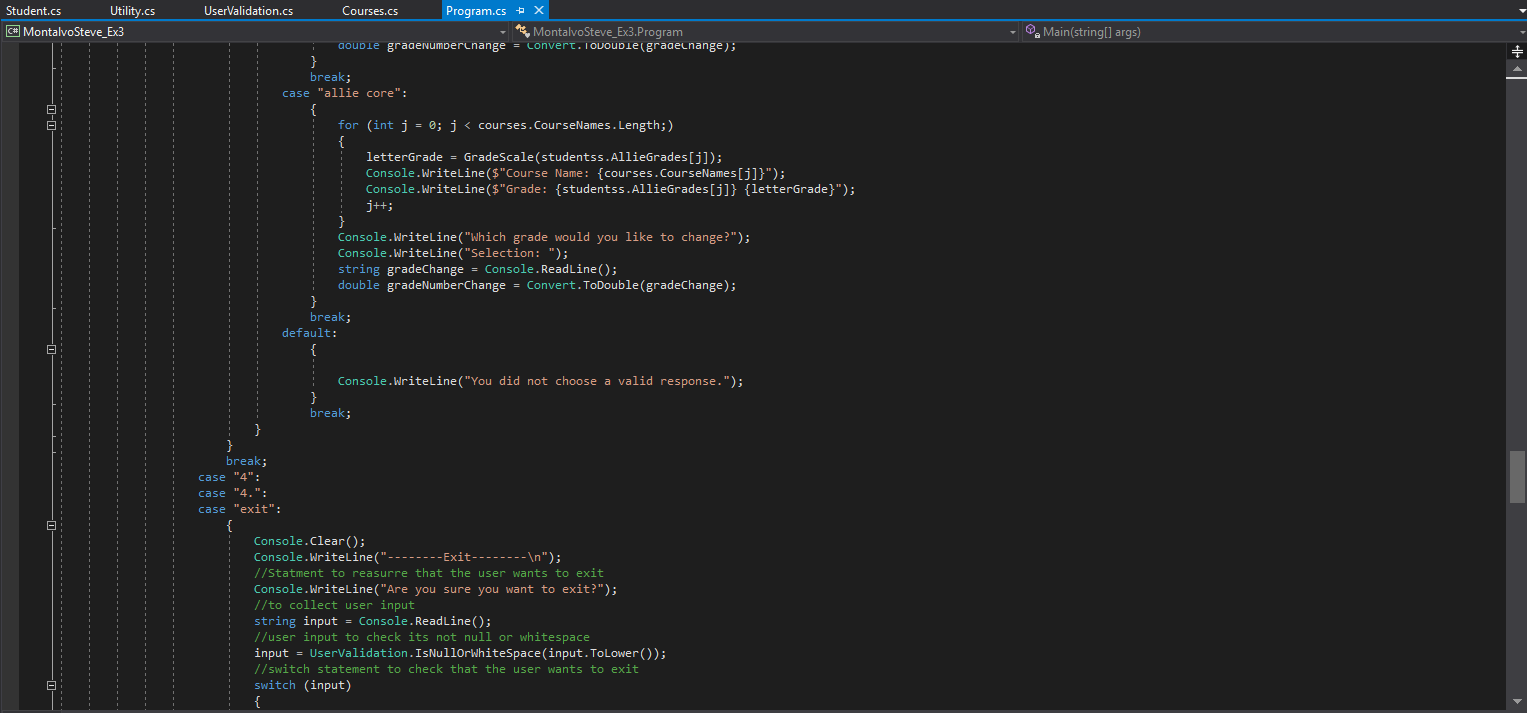 Student.cs Utility.cs UserValidation.cs Courses.cs Program.cs
C# MontalvoSteve_Ex3 MontalvoSteve_Ex3.Program Main(string[] args)
double gradeNumberChange = Convert.ToDouble(gradeChange);
}
break;
case "allie core":
{
for (int j = 0; j < courses.CourseNames.Length;)
{
letterGrade = GradeScale(studentss.AllieGrades[j]);
Console.WriteLine($"Course Name: {courses.CourseNames[j]}");
Console.WriteLine($"Grade: {studentss.AllieGrades[j]} {letterGrade}");
j++;
}
Console.WriteLine("Which grade would you like to change?");
Console.WriteLine("Selection: ");
string gradeChange = Console.ReadLine();
double gradeNumberChange = Convert.ToDouble(gradeChange);
}
break;
default:
{
Console.WriteLine("You did not choose a valid response.");
}
break;
}
}
break;
case "4":
case "4.":
case "exit":
{
Console.Clear();
Console.WriteLine("--------Exit--------\n");
//Statment to reasurre that the user wants to exit
Console.WriteLine("Are you sure you want to exit?");
//to collect user input
string input = Console.ReadLine();
//user input to check its not null or whitespace
input = UserValidation.IsNullOrWhiteSpace(input.ToLower());
//switch statement to check that the user wants to exit
switch (input)
{